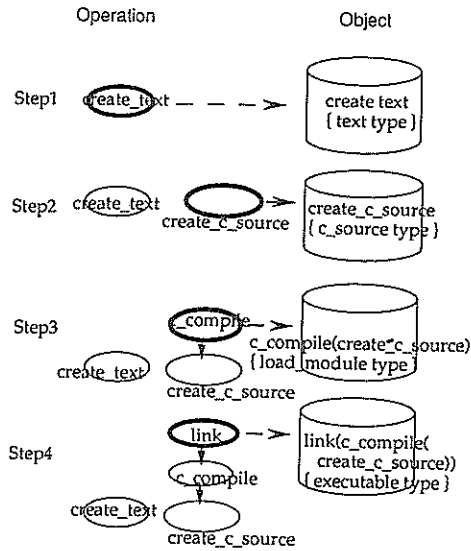 Operation Object
Step1 create_text create text
{ text type }
Step2 create_text create_c_source create_c_source
{ c_source type }
Step3 c_compile c_compile(create_c_source)
{ load_module type }
create_text create_c_source
Step4 link link(c_compile(
create_c_source))
c_compile { executable type }
create_text create_c_source